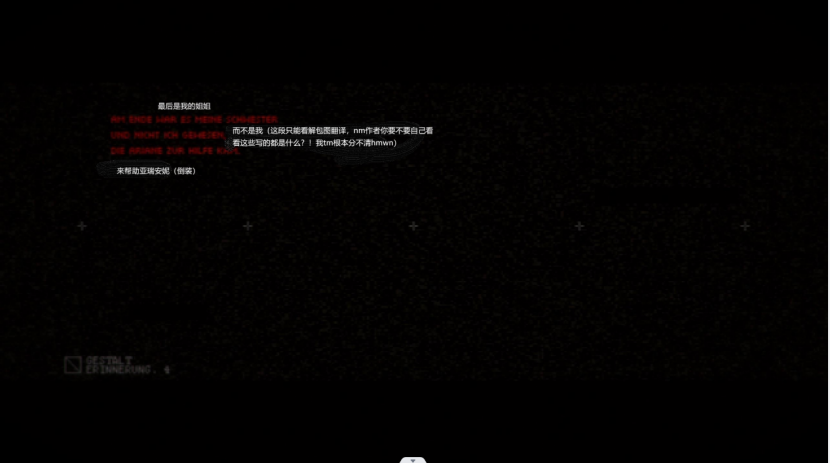 最后是我的姐姐
AM ENDE WAR ES MEINE SCHWESTER
UND NICHT ICH GEWESEN,
而不是我（这段只能看解包图翻译，nm作者你要不要自己看
看这些写的都是什么？！我tm根本分不清hmwn）
DIE ARIANE ZUR HILFE KAM.
来帮助亚瑞安妮（倒装）
GESTALT
ERINNERUNG.